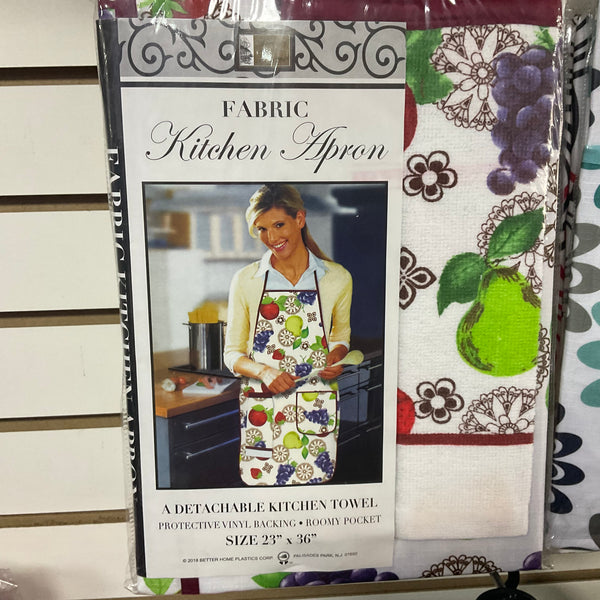 FABRIC
Kitchen Apron
A DETACHABLE KITCHEN TOWEL
PROTECTIVE VINYL BACKING • ROOMY POCKET
SIZE 23" x 36"
© 2018 BETTER HOME PLASTICS CORP. PALISADES PARK, N.J. 07650
FABRIC KITCHEN APRON